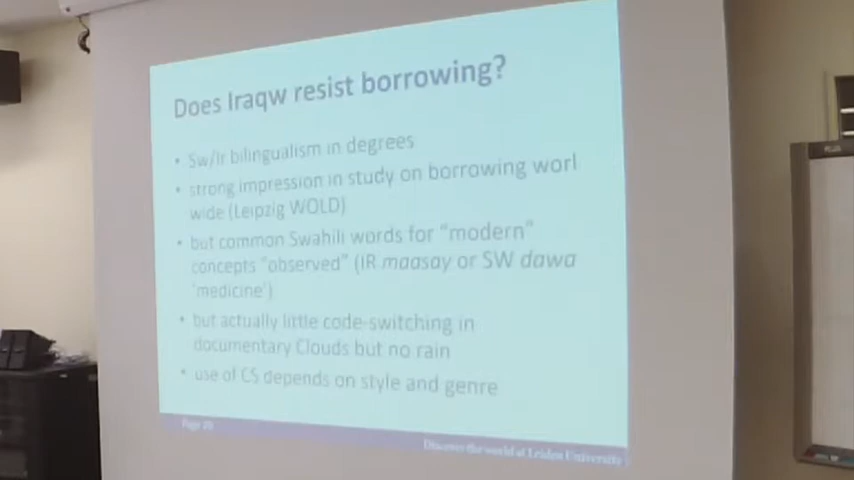 Does Iraqw resist borrowing?
• Sw/Ir bilingualism in degrees
• strong impression in study on borrowing worl
wide (Leipzig WOLD)
• but common Swahili words for "modern"
concepts "observed" (IR maasay or SW dawa
'medicine')
• but actually little code-switching in
documentary Clouds but no rain
• use of CS depends on style and genre
Page
Discover the world at Leiden University
PLUS